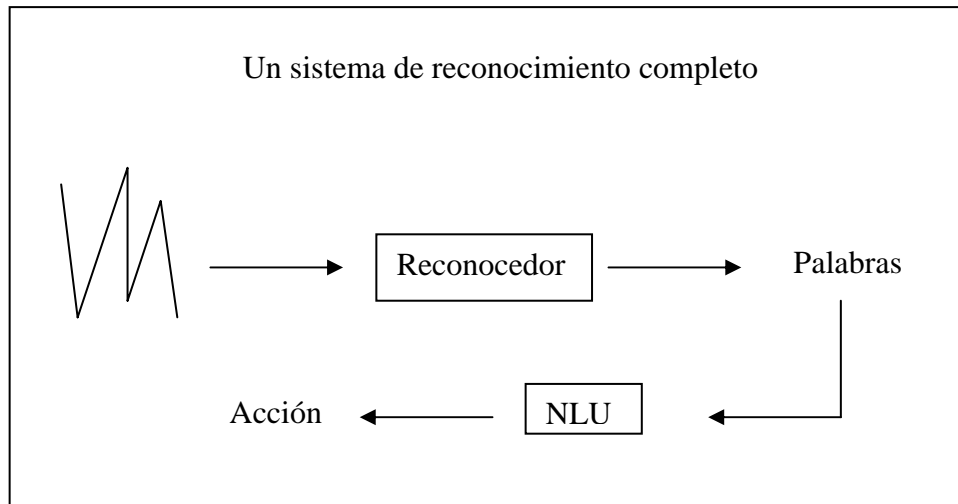 Un sistema de reconocimiento completo
Reconocedor
Palabras
Acción
NLU